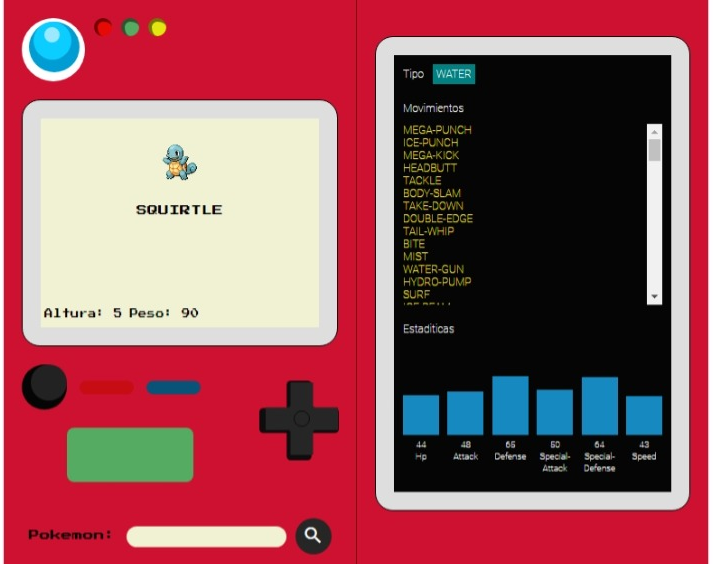 SQUIRTLE
Altura: 5 Peso: 90
Pokemon:
Tipo WATER
Movimientos
MEGA-PUNCH
ICE-PUNCH
MEGA-KICK
HEADBUTT
TACKLE
BODY-SLAM
TAKE-DOWN
DOUBLE-EDGE
TAIL-WHIP
BITE
MIST
WATER-GUN
HYDRO-PUMP
SURF
Estadíticas
44 48 65 50 64 43
Hp Attack Defense Special-Attack Special-Defense Speed